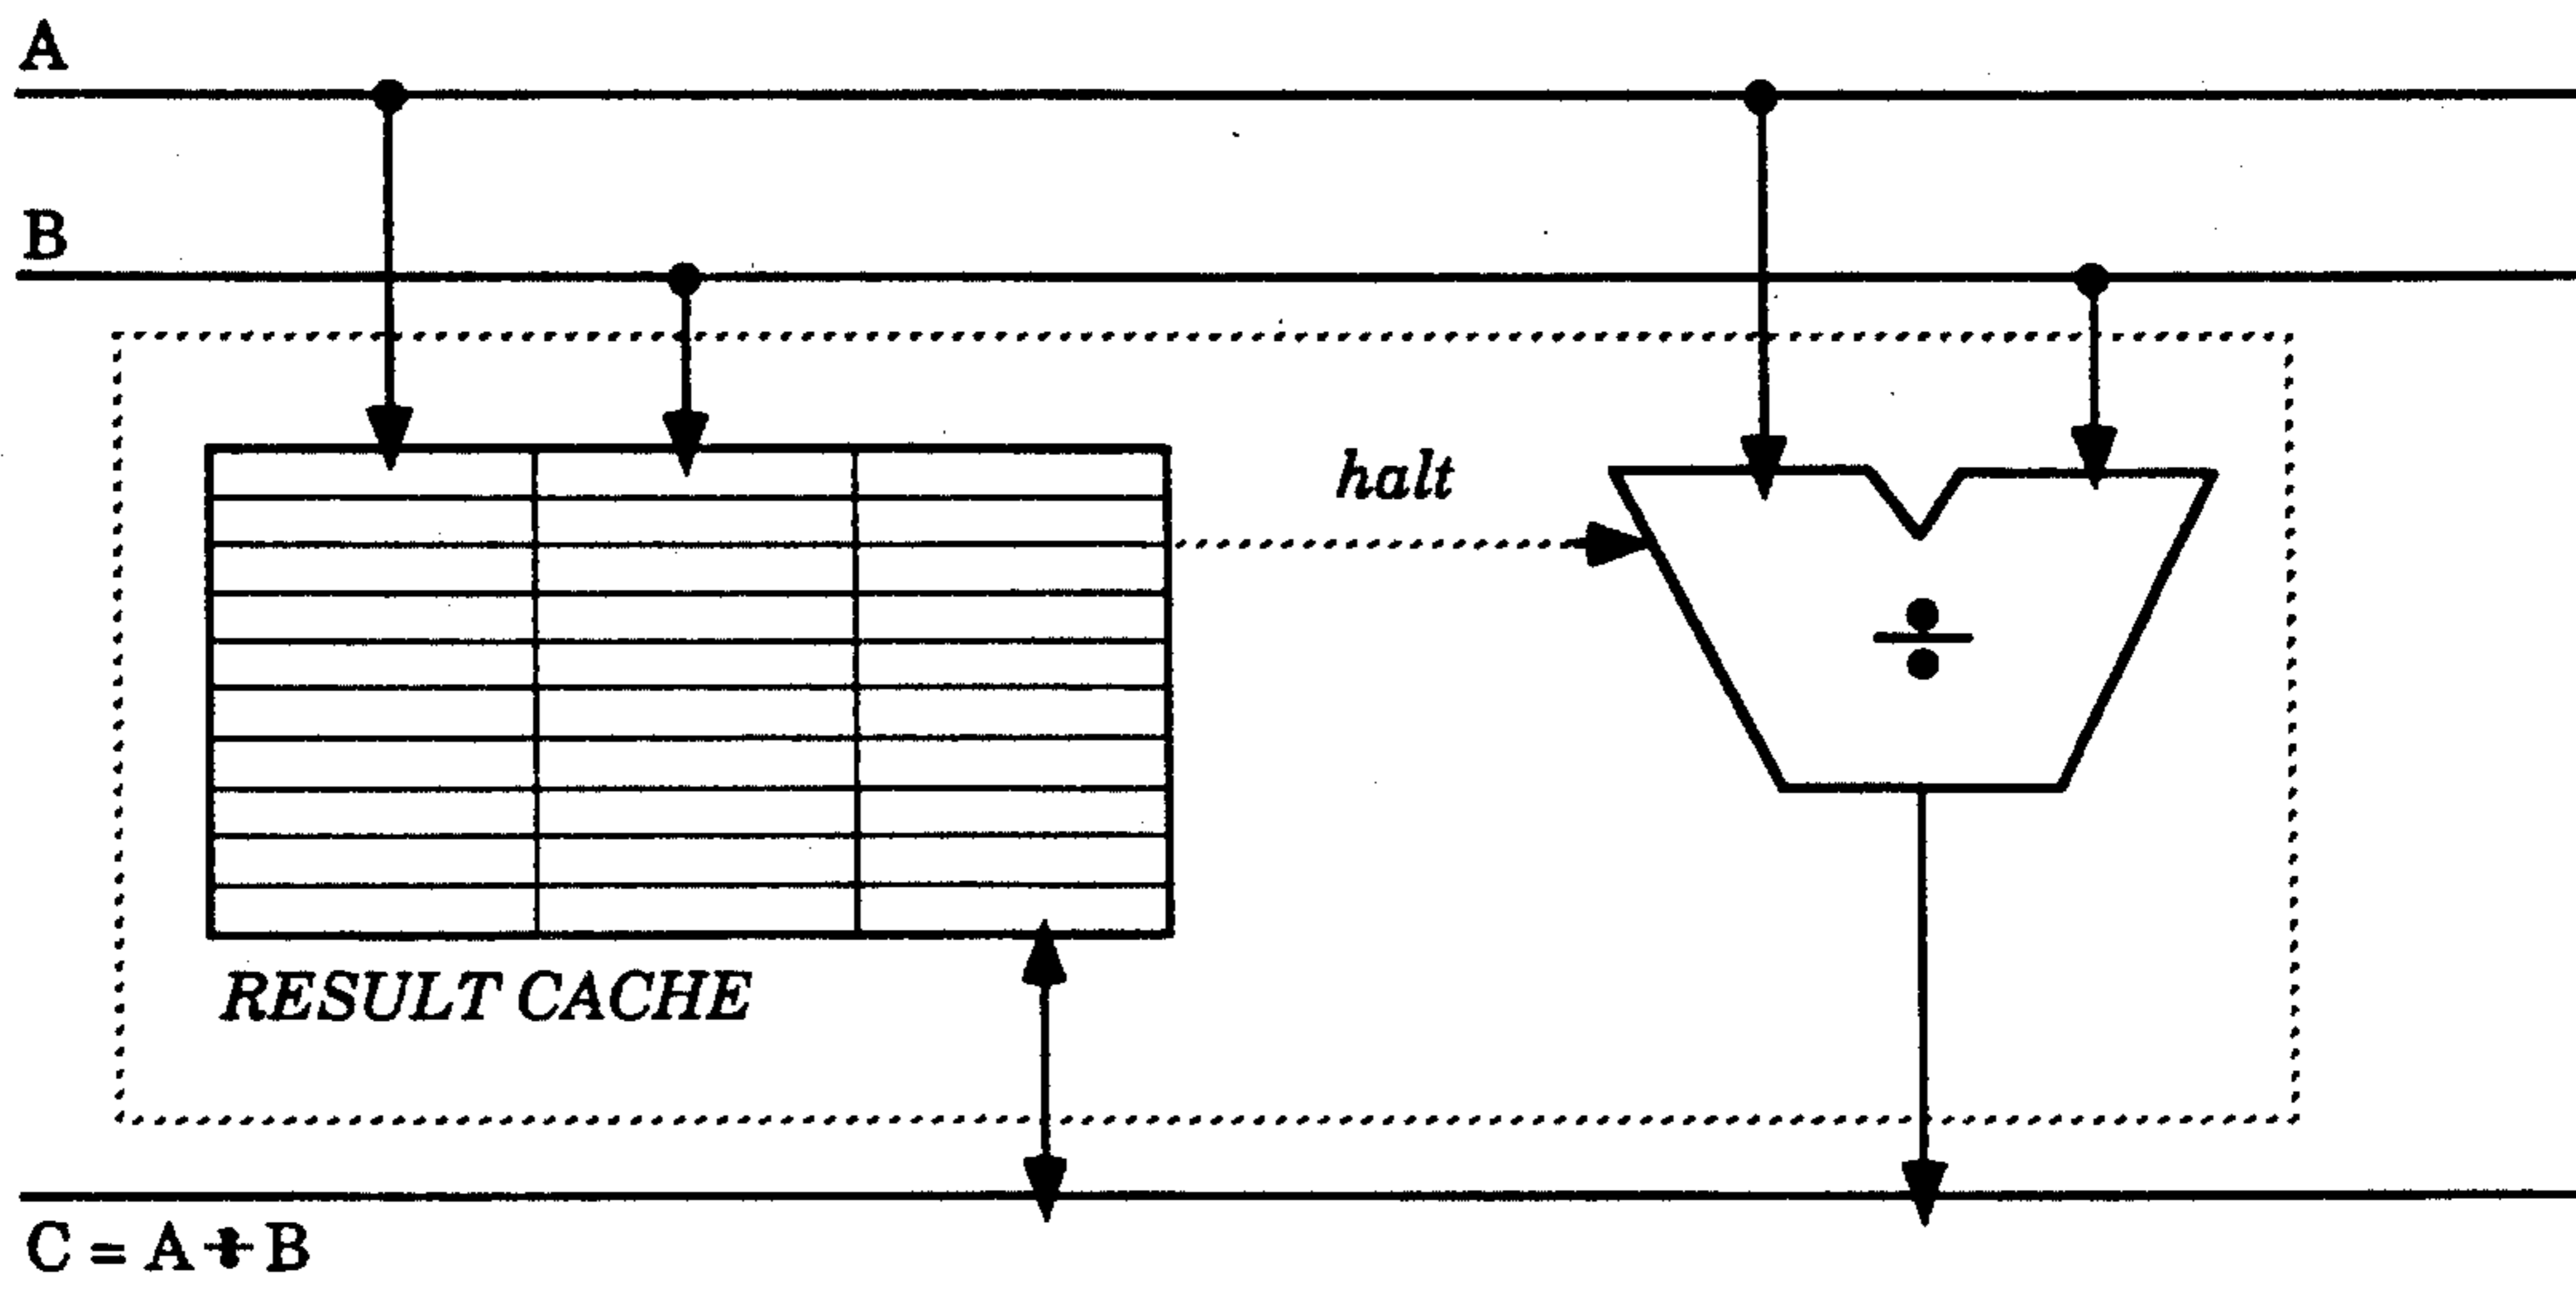 A
B
halt
÷
RESULT CACHE
C = A ÷ B